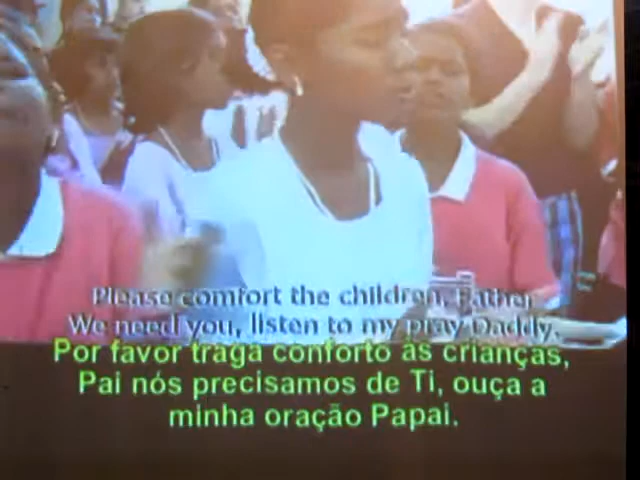 Please comfort the children, Father
We need you, listen to my pray Daddy.
Por favor traga conforto às crianças,
Pai nós precisamos de Ti, ouça a
minha oração Papai.